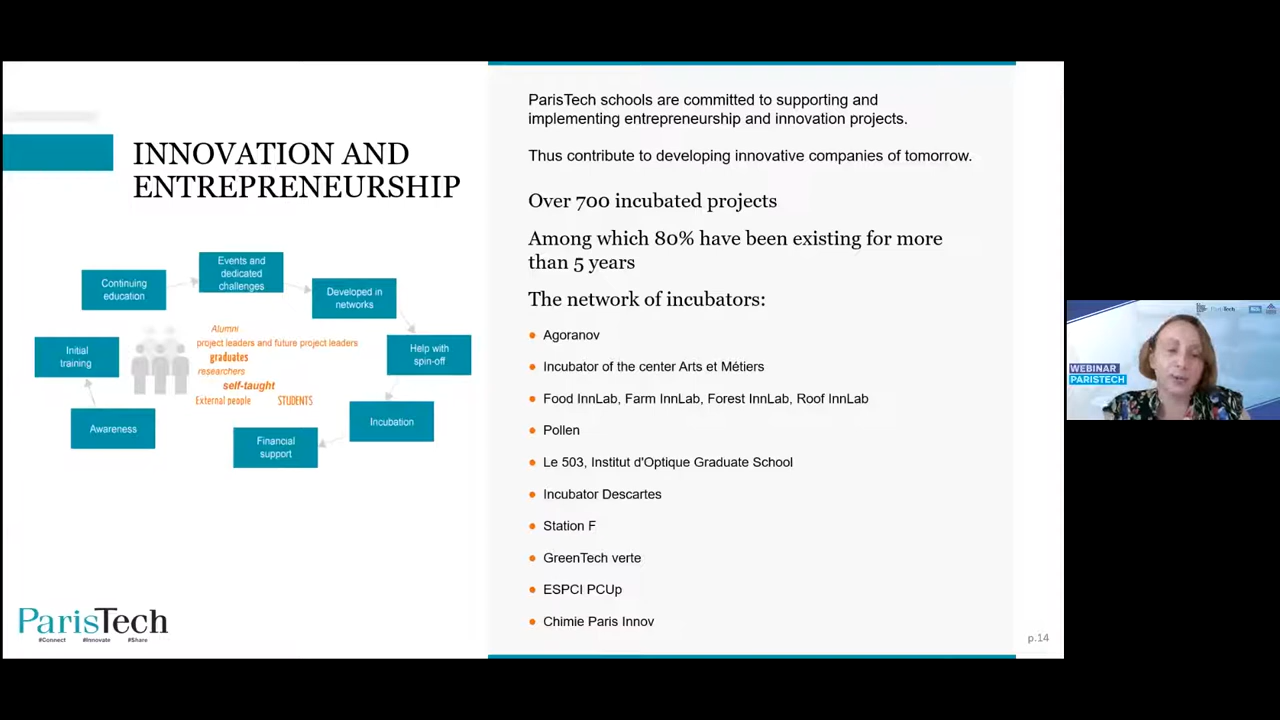 INNOVATION AND
ENTREPRENEURSHIP
Events and
dedicated
challenges
Continuing
education
Developed in
networks
Initial
training
Help with
spin-off
Awareness
Incubation
Financial
support
Alumni
project leaders and future project leaders
graduates
researchers
self-taught
External people STUDENTS
ParisTech
#Connect #Innovate #Share
ParisTech schools are committed to supporting and
implementing entrepreneurship and innovation projects.
Thus contribute to developing innovative companies of tomorrow.
Over 700 incubated projects
Among which 80% have been existing for more
than 5 years
The network of incubators:
Agoranov
Incubator of the center Arts et Métiers
Food InnLab, Farm InnLab, Forest InnLab, Roof InnLab
Pollen
Le 503, Institut d'Optique Graduate School
Incubator Descartes
Station F
GreenTech verte
ESPCI PCUp
Chimie Paris Innov
p.14
ParisTech
WEBINAR
PARISTECH